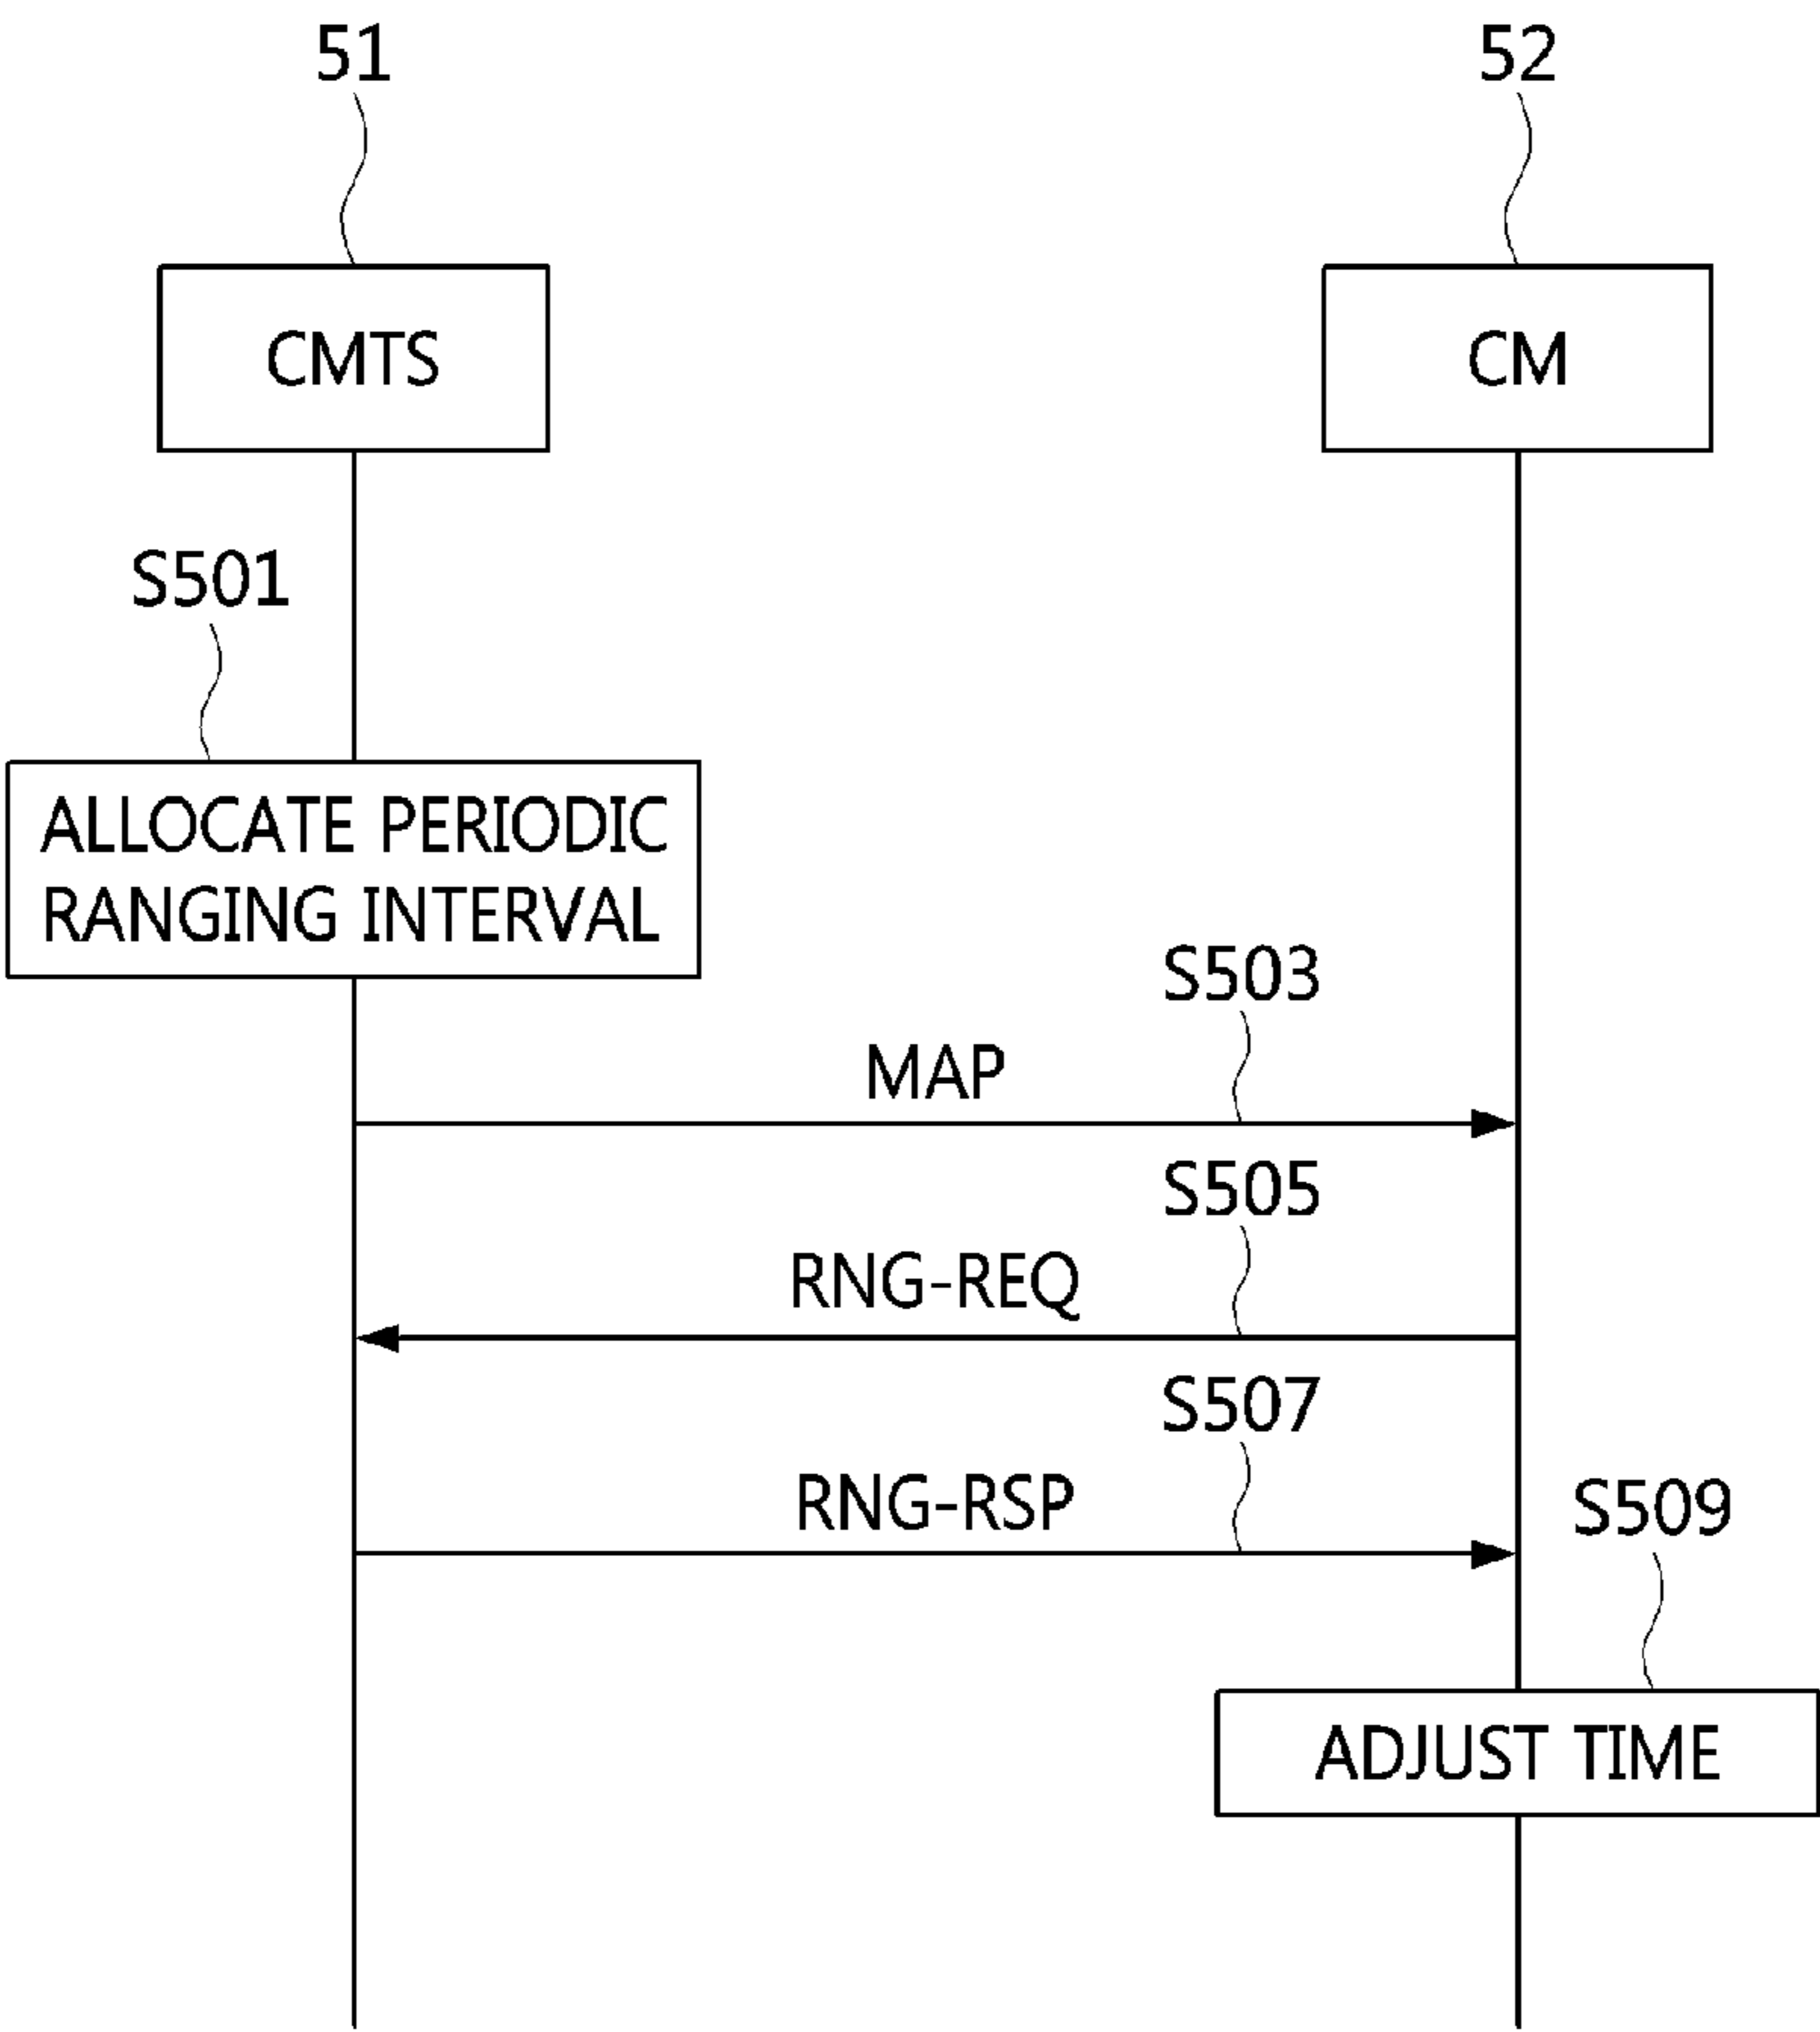 51
52
CMTS
CM
S501
ALLOCATE PERIODIC
RANGING INTERVAL
S503
MAP
S505
RNG-REQ
S507
RNG-RSP
S509
ADJUST TIME